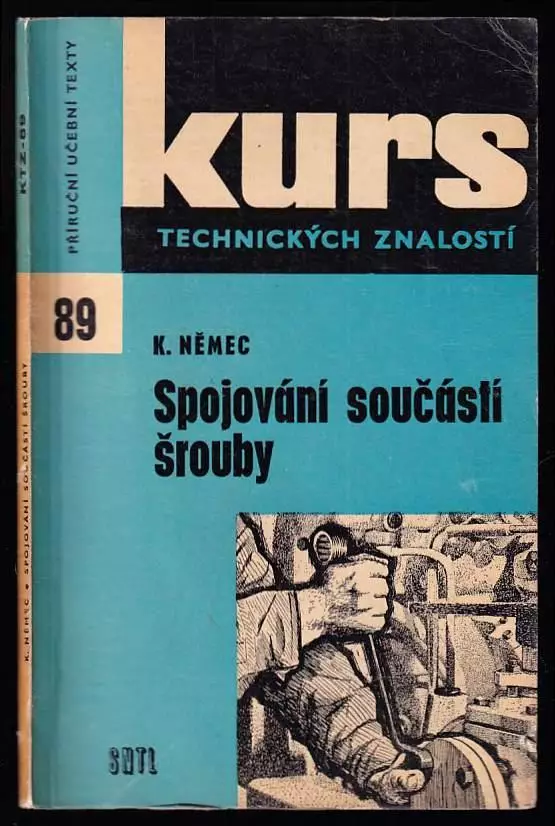 kurs
TECHNICKÝCH ZNALOSTÍ
PŘÍRUČNÍ UČEBNÍ TEXTY
89
K. NĚMEC
Spojování součástí
šrouby
SNTL
KTZ-89
K. NĚMEC • SPOJOVÁNÍ SOUČÁSTÍ ŠROUBY